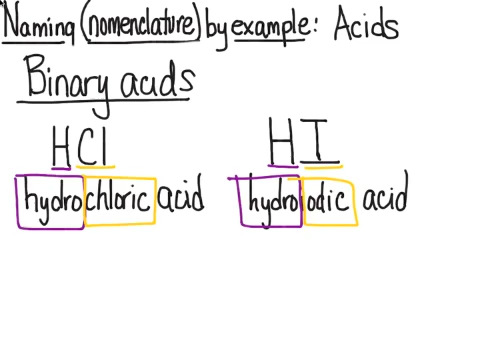 Naming (nomenclature) by example: Acids
Binary acids
HCl HI
hydrochloric acid hydroiodic acid